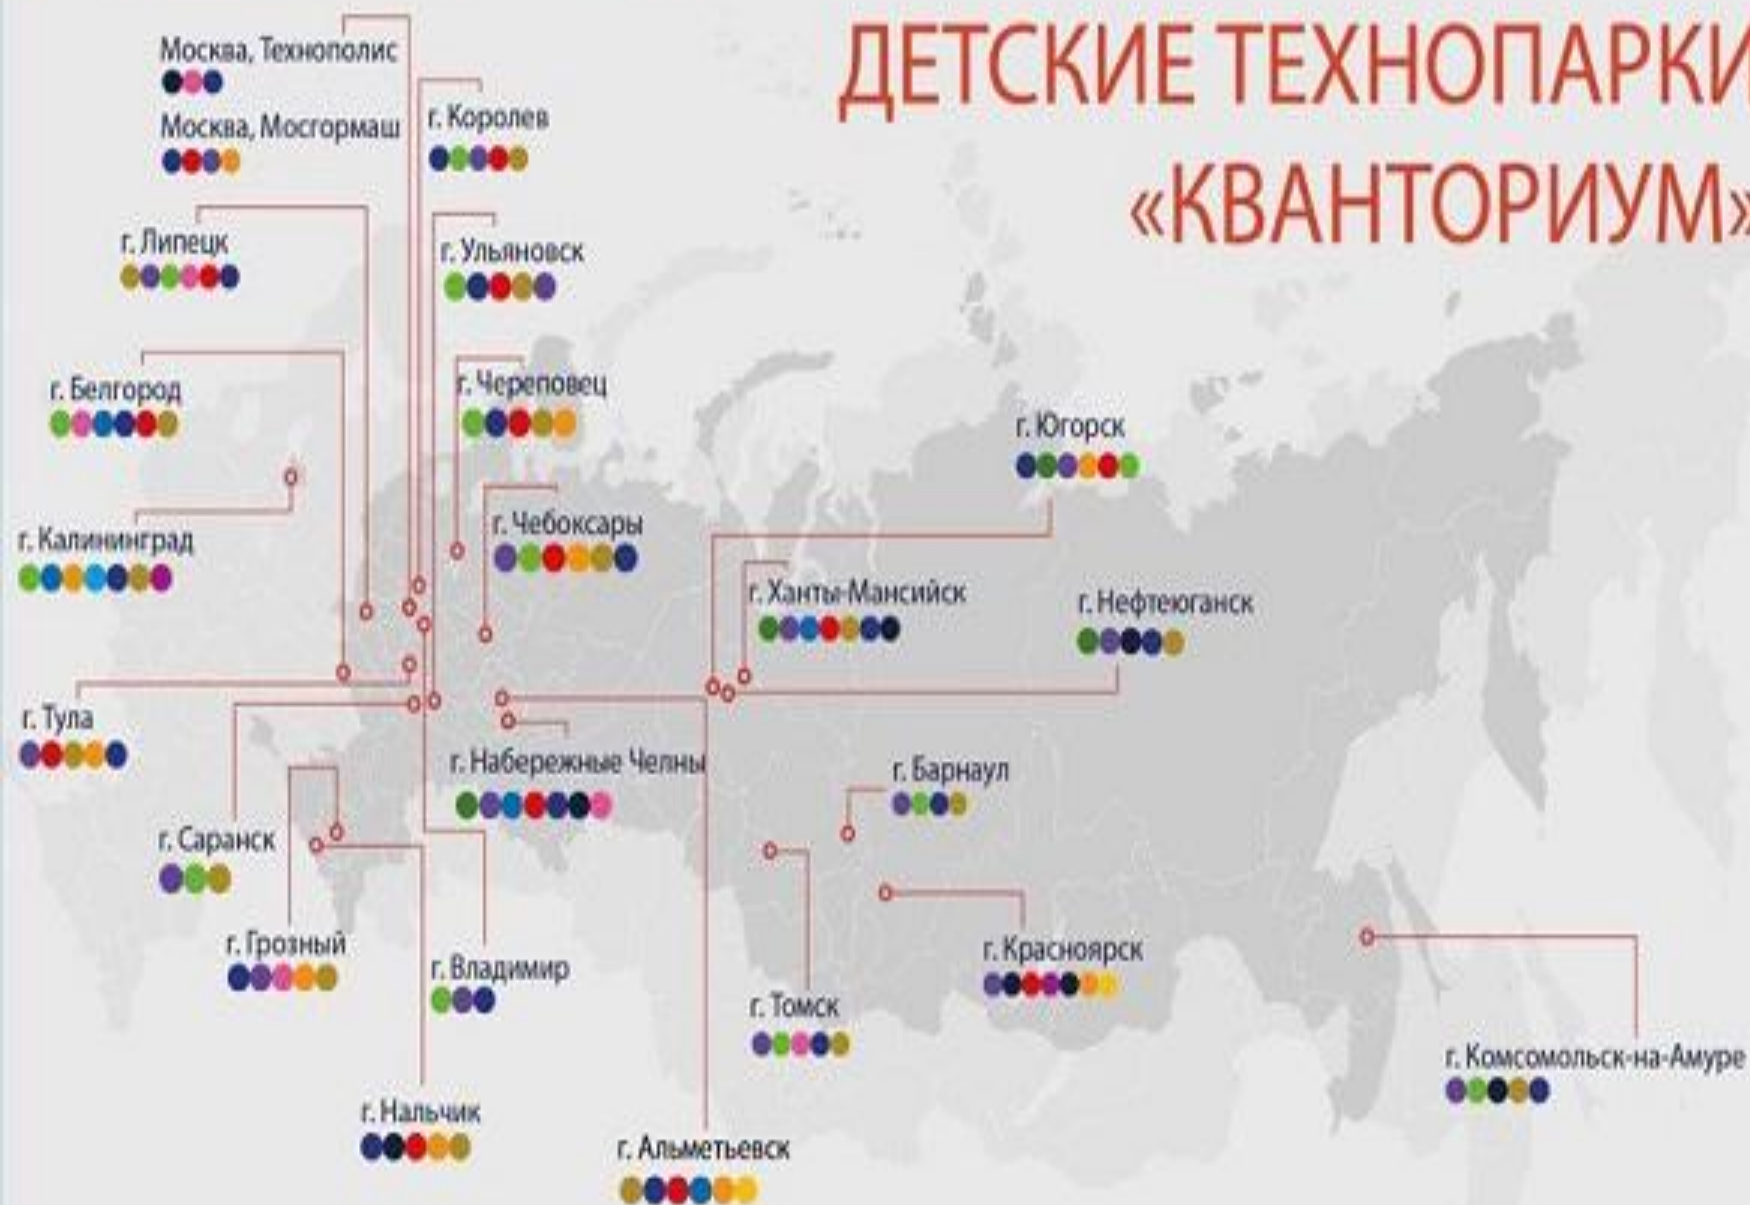 ДЕТСКИЕ ТЕХНОПАРКИ
«КВАНТОРИУМ»
Москва, Технополис
Москва, Мосгормаш
г. Королев
г. Липецк
г. Ульяновск
г. Белгород
г. Череповец
г. Югорск
г. Калининград
г. Чебоксары
г. Ханты-Мансийск
г. Нефтеюганск
г. Тула
г. Набережные Челны
г. Барнаул
г. Саранск
г. Грозный
г. Владимир
г. Красноярск
г. Томск
г. Комсомольск-на-Амуре
г. Нальчик
г. Альметьевск